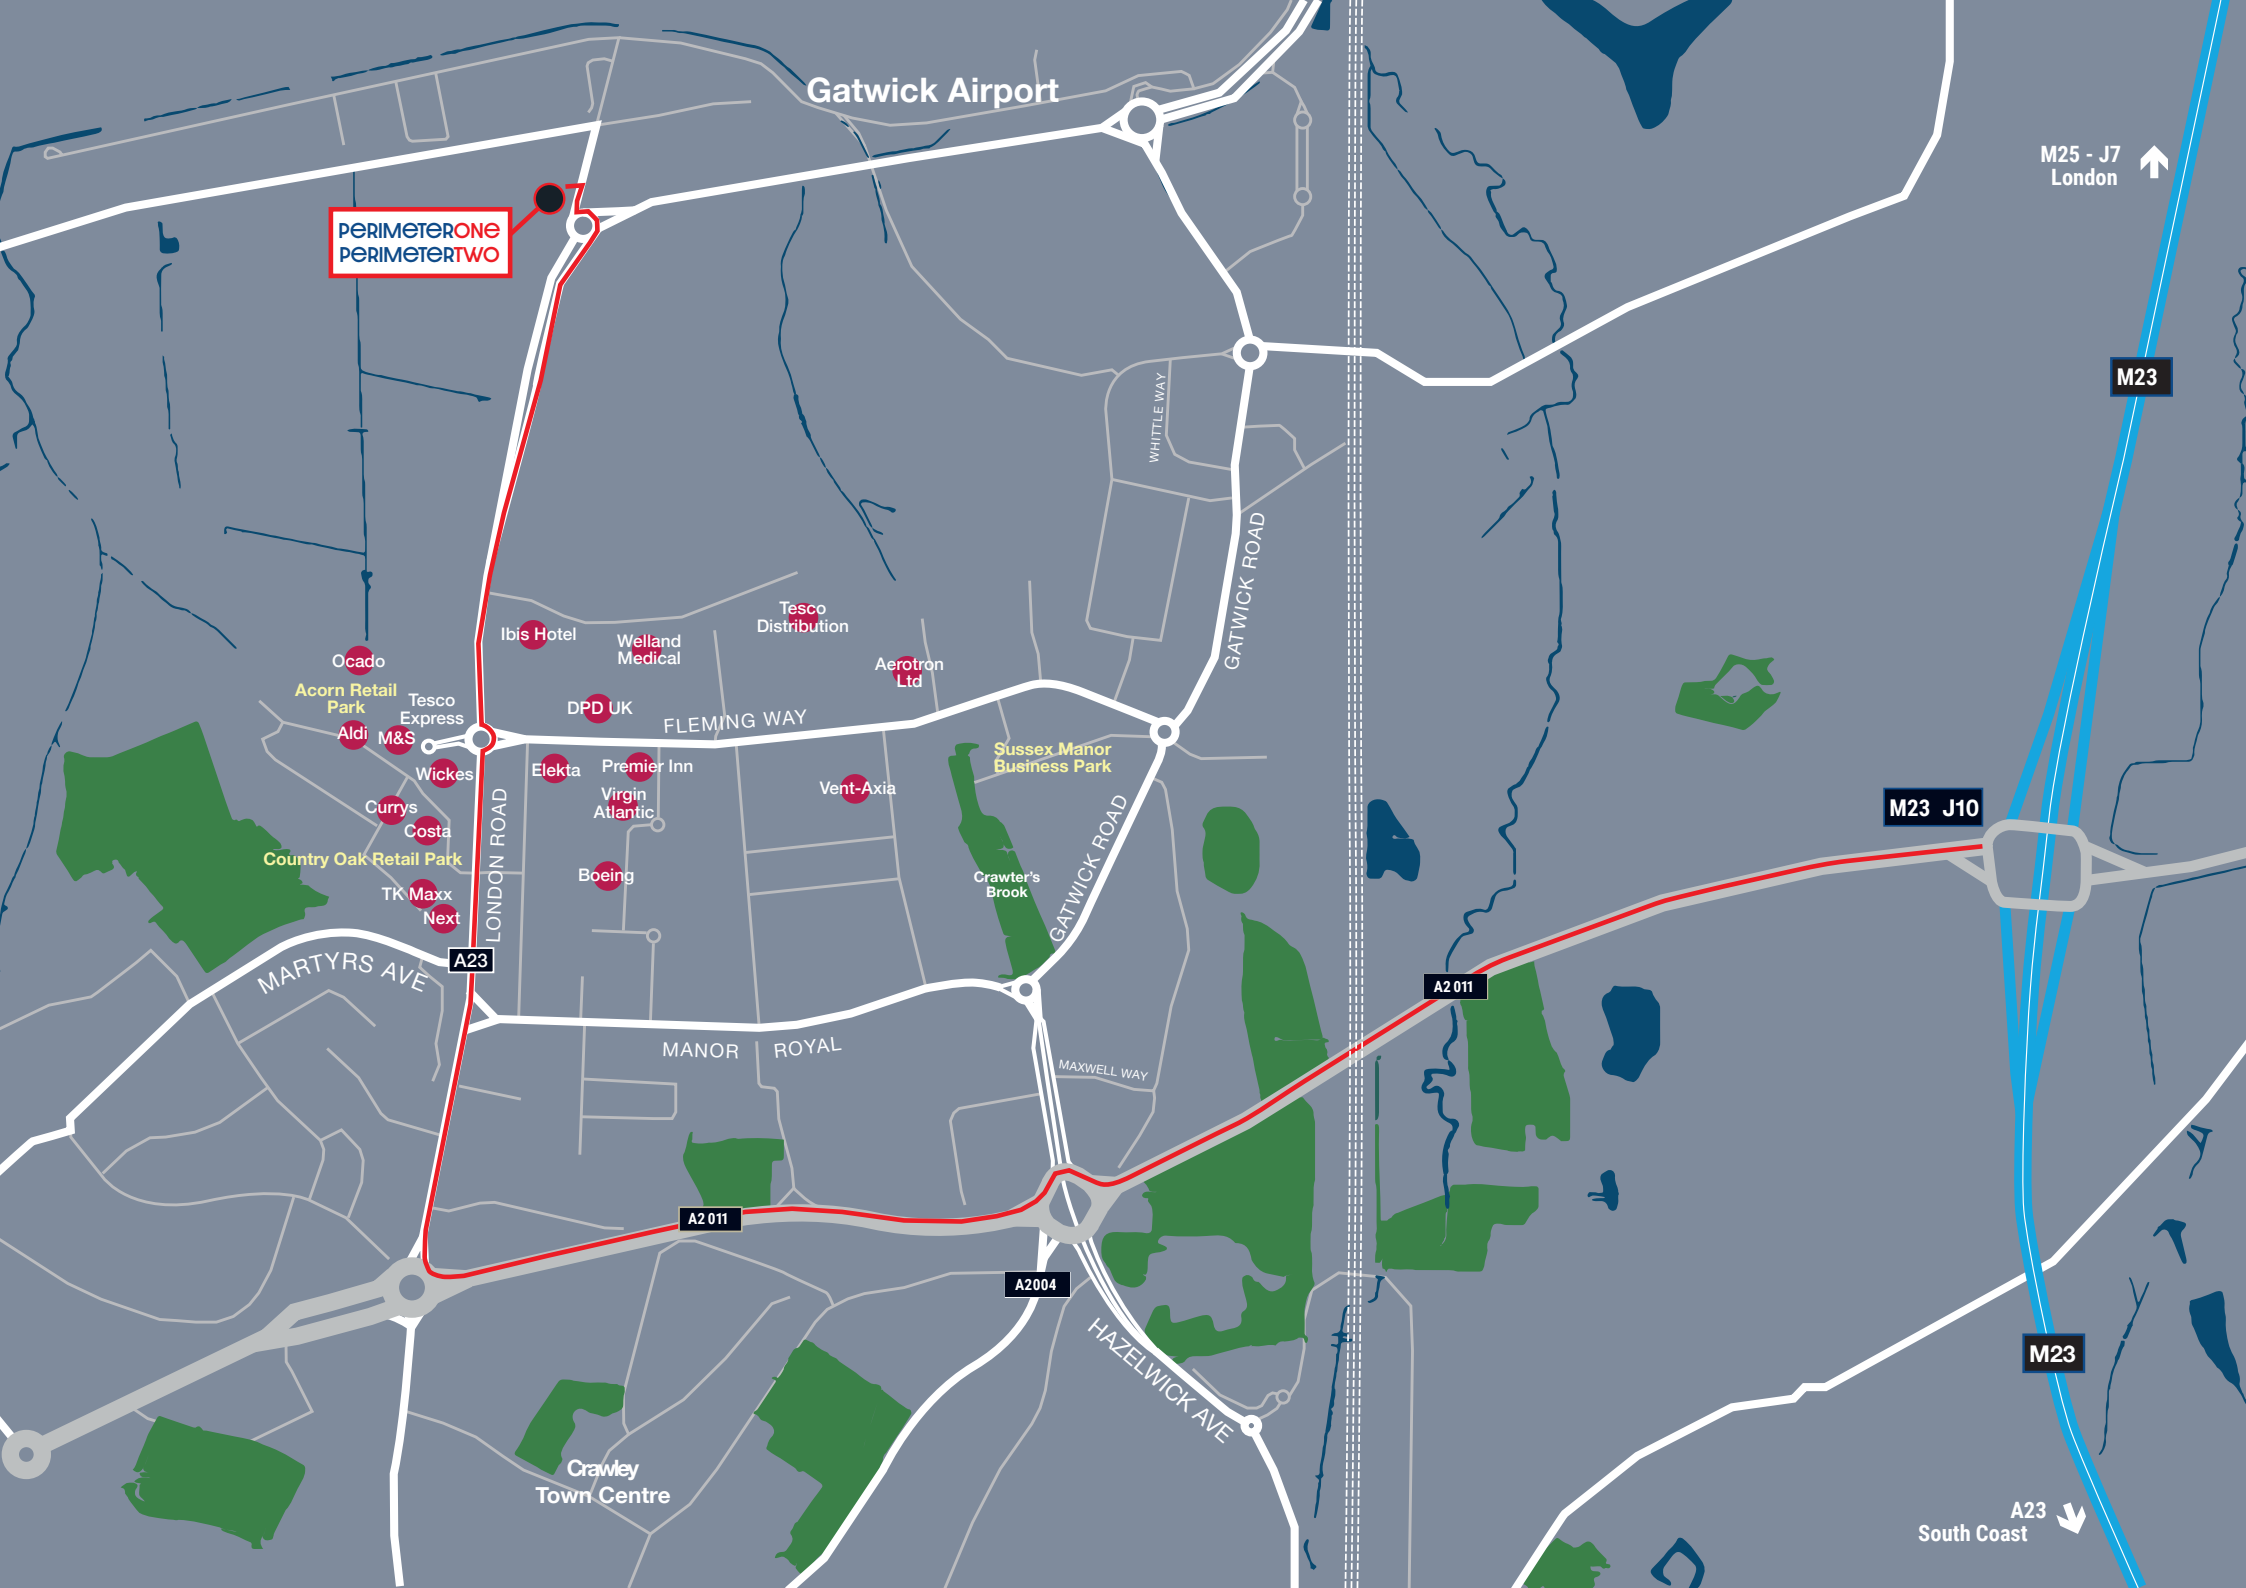 Gatwick Airport
M25 - J7
London
PERIMETERONE
PERIMETERTWO
M23
WHITTLE WAY
GATWICK ROAD
Tesco
Distribution
Ibis Hotel
Welland
Medical
Ocado
Aerotron
Ltd
Acorn Retail
Park
Tesco
Express
DPD UK
FLEMING WAY
Aldi
M&S
Sussex Manor
Business Park
Wickes
Elekta
Premier Inn
Vent-Axia
Virgin
Atlantic
Currys
Costa
M23 J10
LONDON ROAD
GATWICK ROAD
Country Oak Retail Park
Boeing
Crawter's
Brook
TK Maxx
Next
A23
MARTYRS AVE
A2011
MANOR ROYAL
MAXWELL WAY
A2011
A2004
HAZELWICK AVE
M23
Crawley
Town Centre
A23
South Coast